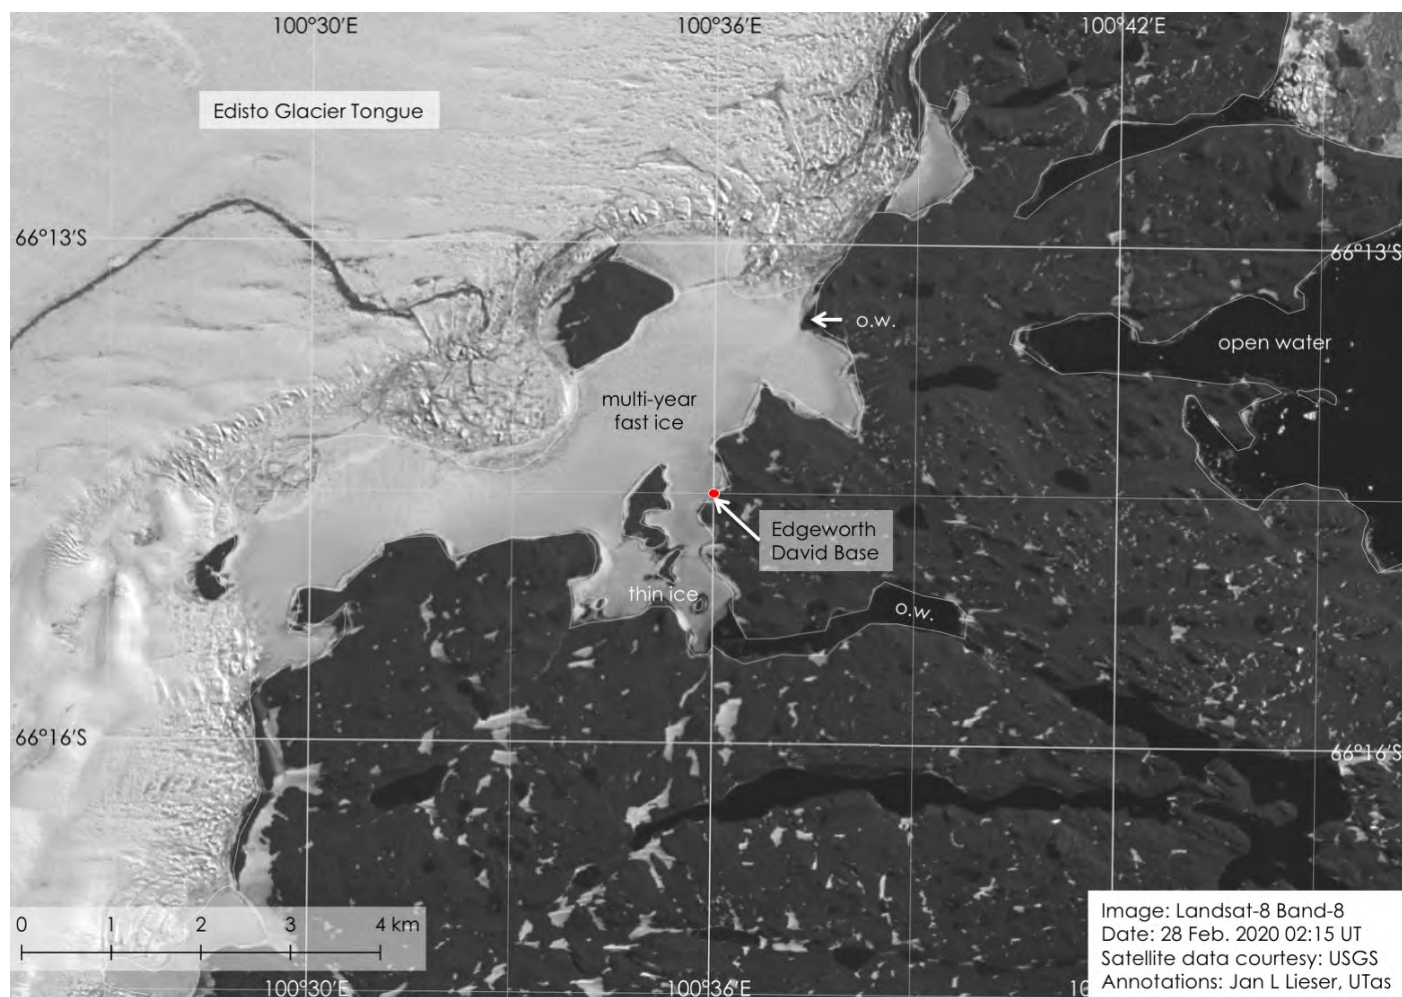 100°30′E
100°36′E
100°42′E
Edisto Glacier Tongue
66°13′S
66°13′S
o.w.
open water
multi-year
fast ice
Edgeworth
David Base
thin ice
o.w.
66°16′S
66°16′S
0 1 2 3 4 km
Image: Landsat-8 Band-8
Date: 28 Feb. 2020 02:15 UT
Satellite data courtesy: USGS
Annotations: Jan L Lieser, UTas
100°30′E
100°36′E